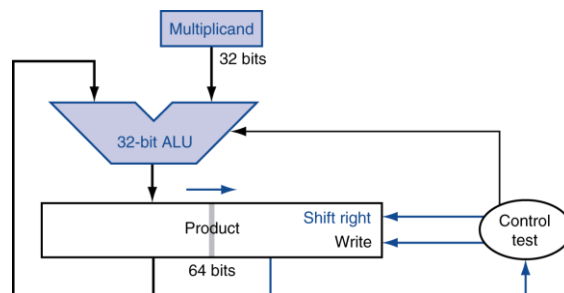 Multiplicand
32 bits
32-bit ALU
Product
Shift right
Write
64 bits
Control
test